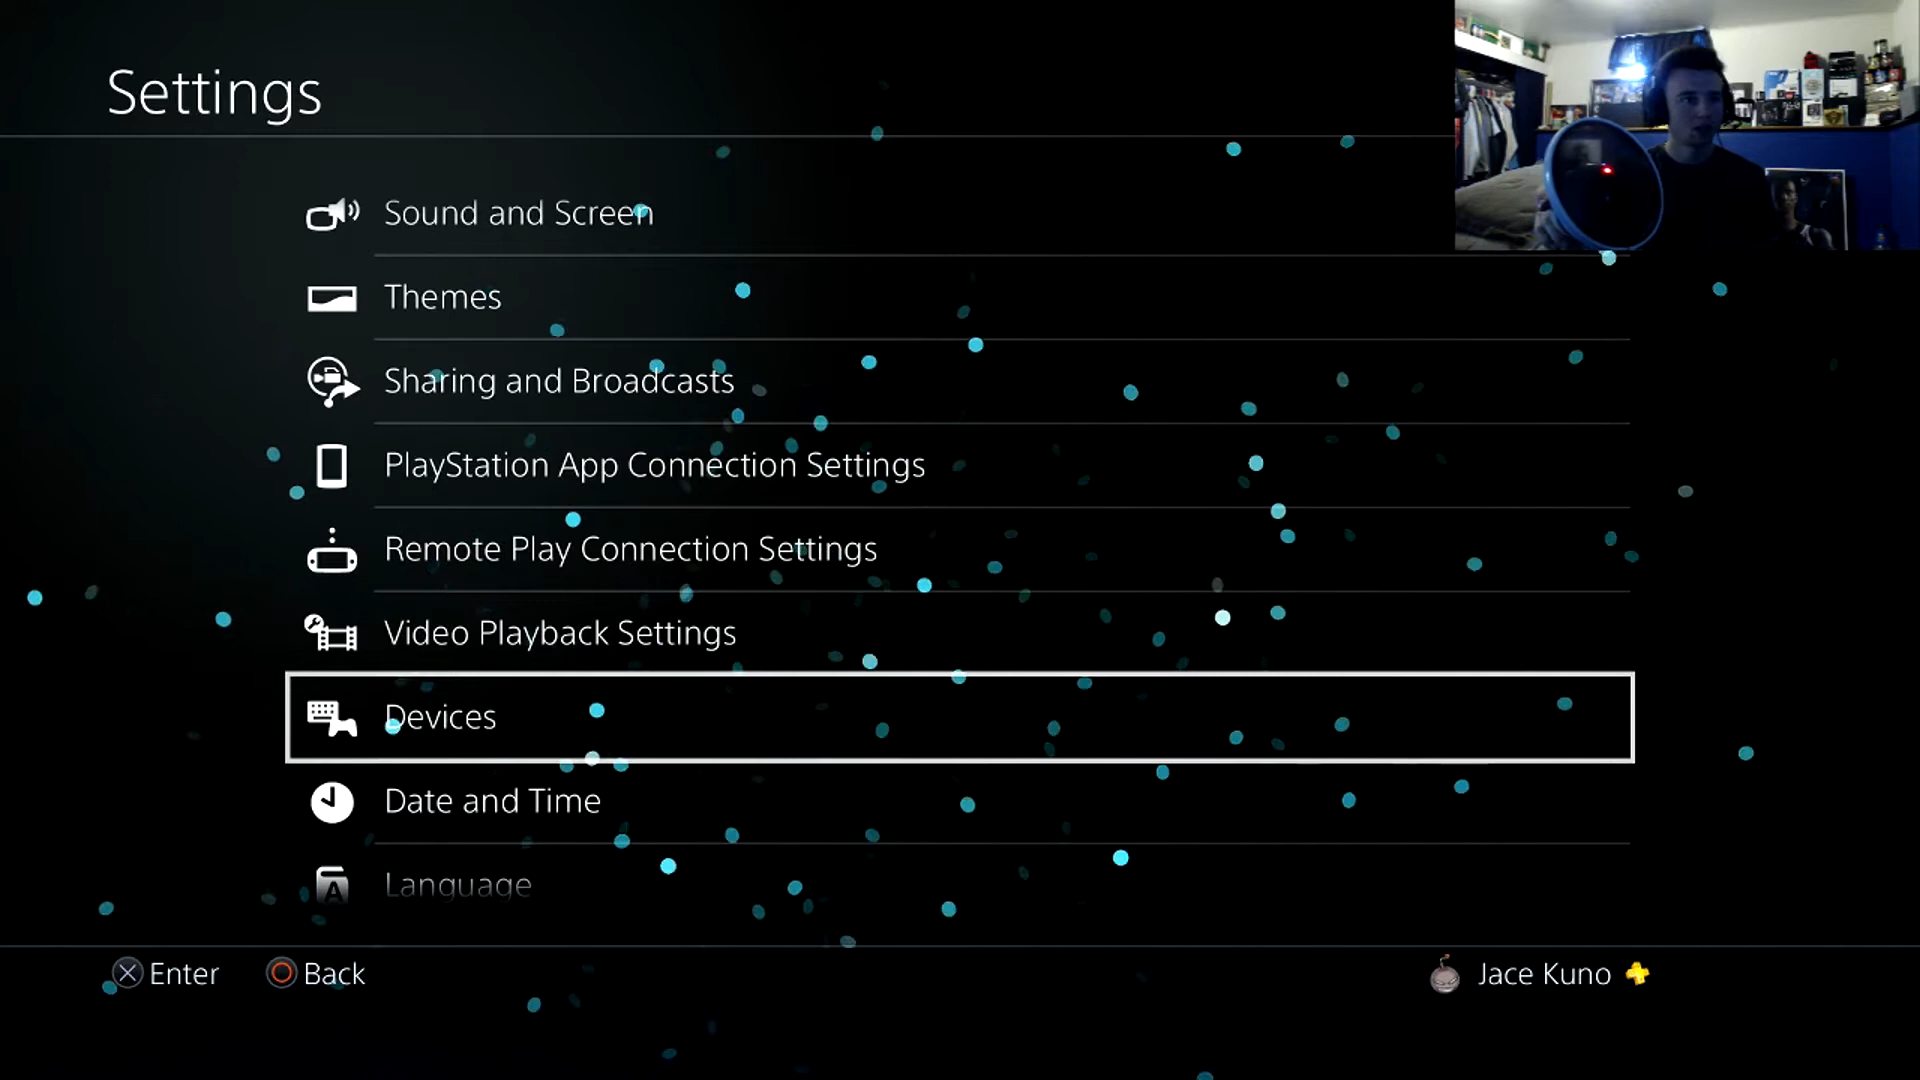 Settings
Sound and Screen
Themes
Sharing and Broadcasts
PlayStation App Connection Settings
Remote Play Connection Settings
Video Playback Settings
Devices
Date and Time
Language
Enter
Back
Jace Kuno